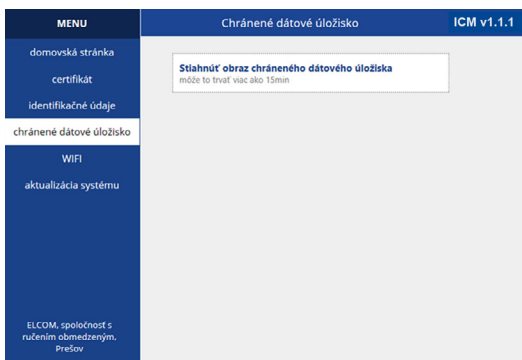 MENU
Chránené dátové úložisko
ICM v1.1.1
domovská stránka
certifikát
identifikačné údaje
chránené dátové úložisko
WIFI
aktualizácia systému
Stiahnúť obraz chráneného dátového úložiska
môže to trvať viac ako 15min
ELCOM, spoločnosť s
ručením obmedzeným,
Prešov